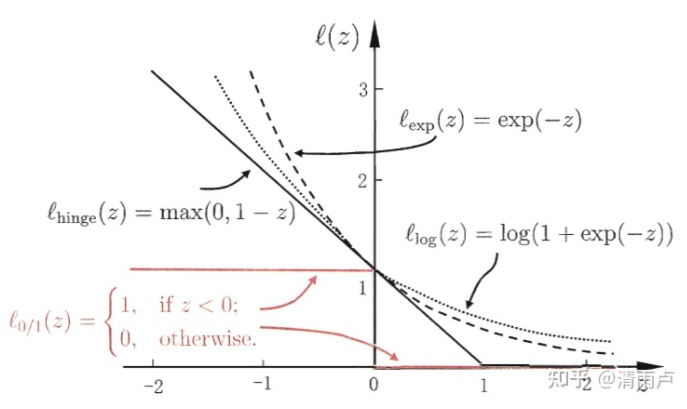 ℓ(z)
3
ℓ_exp(z) = exp(−z)
2
ℓ_hinge(z) = max(0, 1 − z)
ℓ_log(z) = log(1 + exp(−z))
1
ℓ_0/1(z) = { 1, if z < 0;
0, otherwise.
-2 -1 0 1 2 z
知乎 @清雨卢